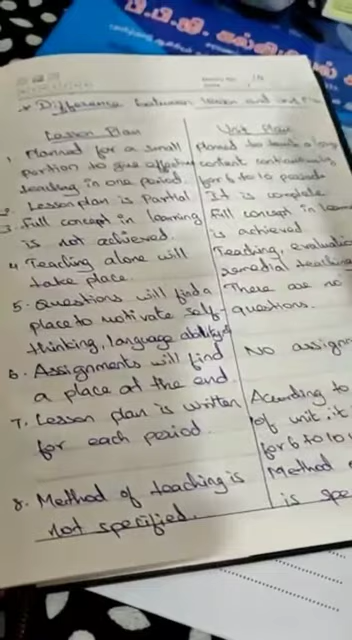 பி.பி.ஜி. கல்வியியல்
* Difference between lesson and unit Plan
Lesson Plan
Unit Plan
1. Planned for a small
portion to give effective
teaching in one period.
Planned to teach a large
content continuously
for 6 to 10 periods
2. Lesson plan is Partial
It is complete
3. Full concept in learning
is not achieved.
Full concept in learn
is achieved.
4. Teaching alone will
take place.
Teaching, evaluatio
remedial teaching
5. Questions will find a
place to motivate self-
thinking, language ability
There are no
questions.
6. Assignments will find
a place at the end.
No assignm
7. Lesson plan is written
for each period.
According to
of unit, it
for 6 to 10
8. Method of teaching is
not specified.
Method o
is spe